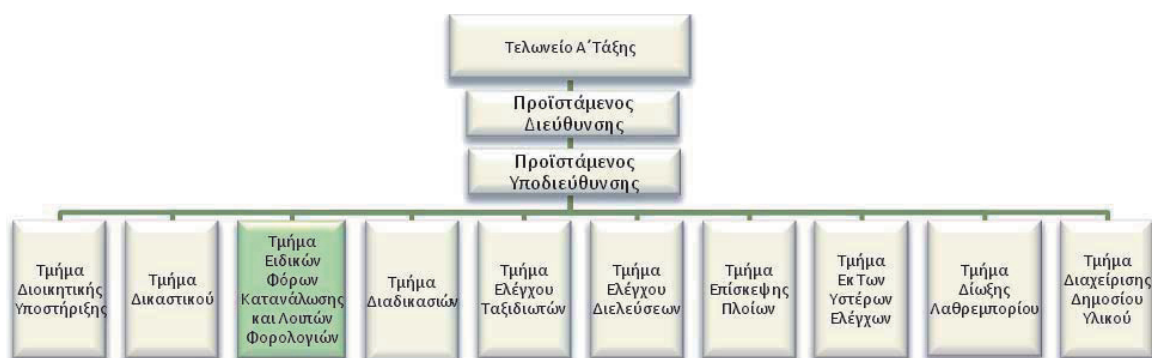 Τελωνείο Α΄Τάξης
Προϊστάμενος
Διεύθυνσης
Προϊστάμενος
Υποδιεύθυνσης
Τμήμα
Διοικητικής
Υποστήριξης
Τμήμα
Δικαστικού
Τμήμα
Ειδικών
Φόρων
Κατανάλωσης
και Λοιπών
Φορολογιών
Τμήμα
Διαδικασιών
Τμήμα
Ελέγχου
Ταξιδιωτών
Τμήμα
Ελέγχου
Διελεύσεων
Τμήμα
Επίσκεψης
Πλοίων
Τμήμα
Εκ Των
Υστέρων
Ελέγχων
Τμήμα
Δίωξης
Λαθρεμπορίου
Τμήμα
Διαχείρισης
Δημοσίου
Υλικού